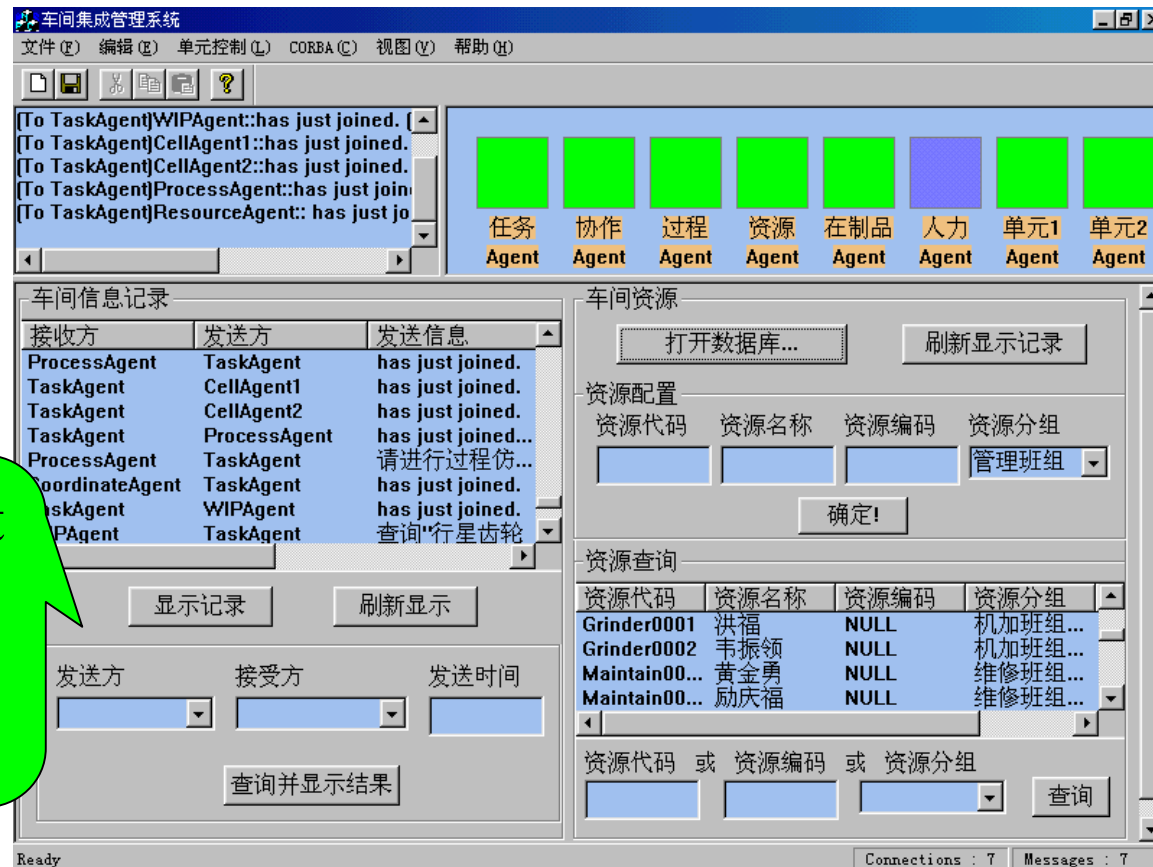 车间集成管理系统
文件(F) 编辑(E) 单元控制(L) CORBA(C) 视图(V) 帮助(H)
(To TaskAgent)WIPAgent::has just joined. (
(To TaskAgent)CellAgent1::has just joined.
(To TaskAgent)CellAgent2::has just joined.
(To TaskAgent)ProcessAgent::has just join
(To TaskAgent)ResourceAgent:: has just jo
任务 协作 过程 资源 在制品 人力 单元1 单元2
Agent Agent Agent Agent Agent Agent Agent Agent
车间信息记录
接收方 发送方 发送信息
ProcessAgent TaskAgent has just joined.
TaskAgent CellAgent1 has just joined.
TaskAgent CellAgent2 has just joined.
TaskAgent ProcessAgent has just joined...
ProcessAgent TaskAgent 请进行过程仿...
oordinateAgent TaskAgent has just joined.
askAgent WIPAgent has just joined.
PAgent TaskAgent 查询"行星齿轮
显示记录 刷新显示
发送方 接受方 发送时间
查询并显示结果
车间资源
打开数据库... 刷新显示记录
资源配置
资源代码 资源名称 资源编码 资源分组
管理班组
确定!
资源查询
资源代码 资源名称 资源编码 资源分组
Grinder0001 洪福 NULL 机加班组...
Grinder0002 韦振领 NULL 机加班组...
Maintain00... 黄金勇 NULL 维修班组...
Maintain00... 励庆福 NULL 维修班组...
资源代码 或 资源编码 或 资源分组
查询
Ready
Connections : 7 Messages : 7